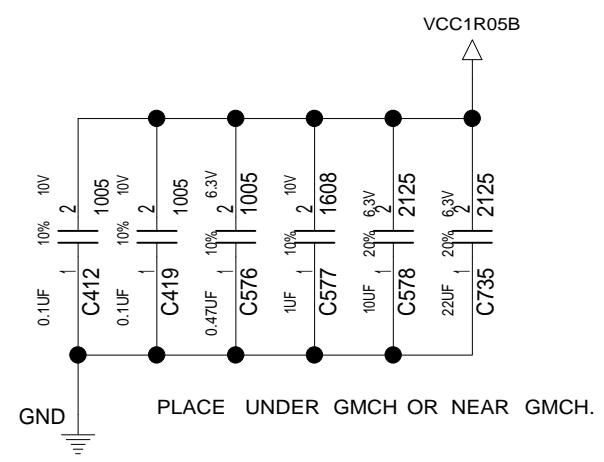 VCC1R05B
10V
2
1005
10%
1
0.1UF
C412
10V
2
1005
10%
1
0.1UF
C419
6.3V
2
1005
10%
1
0.47UF
C576
10V
2
1608
10%
1
1UF
C577
6.3V
2
2125
20%
1
10UF
C578
6.3V
2
2125
20%
1
22UF
C735
GND
PLACE UNDER GMCH OR NEAR GMCH.